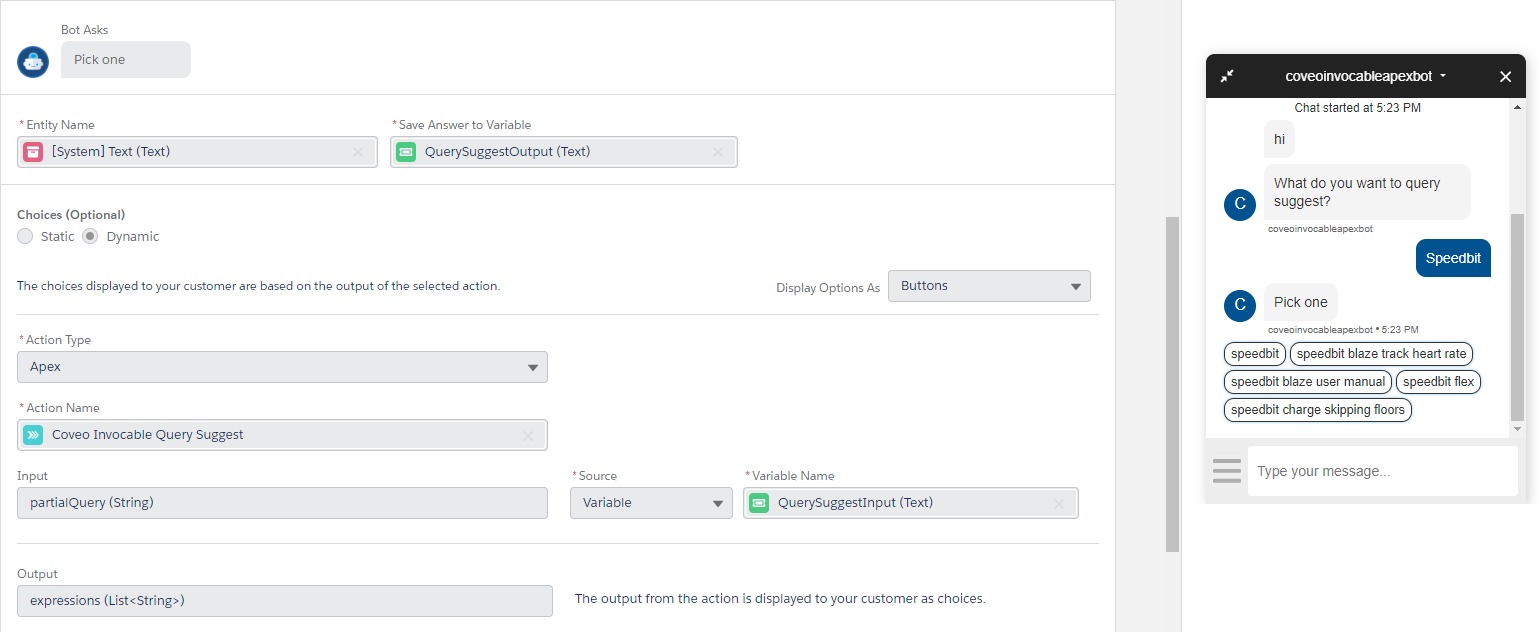 Bot Asks
Pick one
* Entity Name
* Save Answer to Variable
[System] Text (Text)
QuerySuggestOutput (Text)
Choices (Optional)
Static
Dynamic
The choices displayed to your customer are based on the output of the selected action.
Display Options As
Buttons
* Action Type
Apex
* Action Name
Coveo Invocable Query Suggest
Input
* Source
* Variable Name
partialQuery (String)
Variable
QuerySuggestInput (Text)
Output
expressions (List<String>)
The output from the action is displayed to your customer as choices.
coveoinvocableapexbot
Chat started at 5:23 PM
hi
What do you want to query
suggest?
C
coveoinvocableapexbot
Speedbit
Pick one
C
coveoinvocableapexbot • 5:23 PM
speedbit
speedbit blaze track heart rate
speedbit blaze user manual
speedbit flex
speedbit charge skipping floors
Type your message...